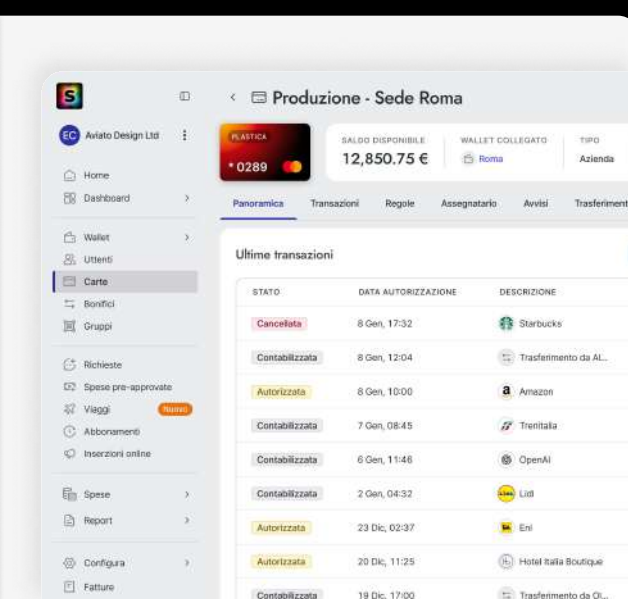 S
Produzione - Sede Roma
EC Aviato Design Ltd
PLASTICA
* 0289
SALDO DISPONIBILE
12,850.75 €
WALLET COLLEGATO
Roma
TIPO
Azienda
Home
Dashboard
Wallet
Uttenti
Carte
Bonifici
Gruppi
Richieste
Spese pre-approvate
Viaggi Nuovo
Abbonamenti
Inserzioni online
Spese
Report
Configura
Fatture
Panoramica Transazioni Regole Assegnatario Avvisi Trasferiment
Ultime transazioni
STATO DATA AUTORIZZAZIONE DESCRIZIONE
Cancellata 8 Gen, 17:32 Starbucks
Contabilizzata 8 Gen, 12:04 Trasferimento da Al...
Autorizzata 8 Gen, 10:00 a Amazon
Contabilizzata 7 Gen, 08:45 Trenitalia
Contabilizzata 6 Gen, 11:46 OpenAI
Contabilizzata 2 Gen, 04:32 Lidl
Autorizzata 23 Dic, 02:37 Eni
Autorizzata 20 Dic, 11:25 Hotel Italia Boutique
Contabilizzata 19 Dic, 17:00 Trasferimento da Ol...